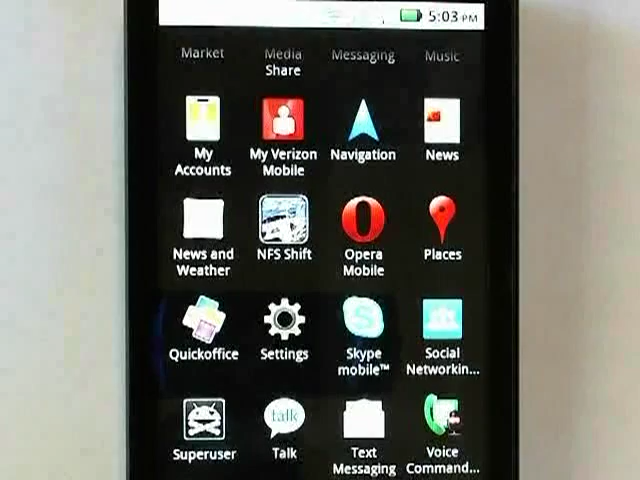 5:03 PM
Market Media Share Messaging Music
My Accounts My Verizon Mobile Navigation News
News and Weather NFS Shift Opera Mobile Places
Quickoffice Settings Skype mobile™ Social Networkin...
talk
Superuser Talk Text Messaging Voice Command...